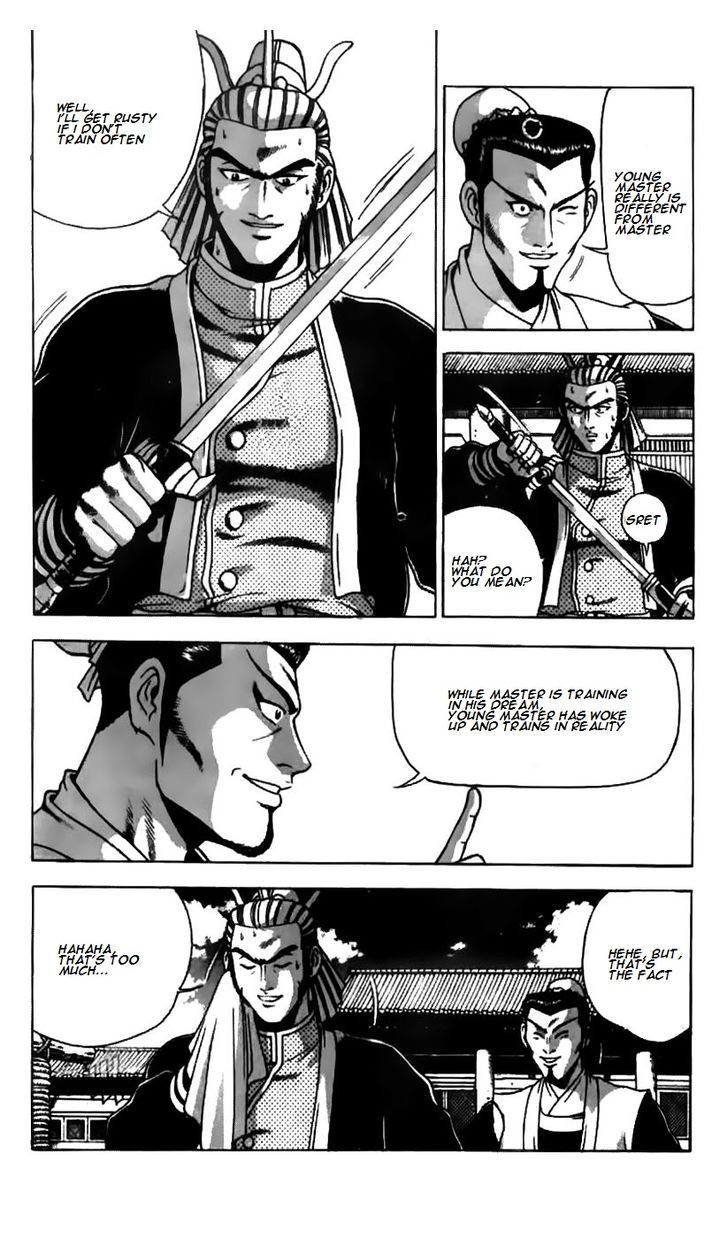 WELL,
I'LL GET RUSTY
IF I DON'T
TRAIN OFTEN
YOUNG
MASTER
REALLY IS
DIFFERENT
FROM
MASTER
SRET
HAH?
WHAT DO
YOU MEAN?
WHILE MASTER IS TRAINING
IN HIS DREAM,
YOUNG MASTER HAS WOKE
UP AND TRAINS IN REALITY
HAHAHA,
THAT'S TOO
MUCH...
HEHE, BUT,
THAT'S
THE FACT